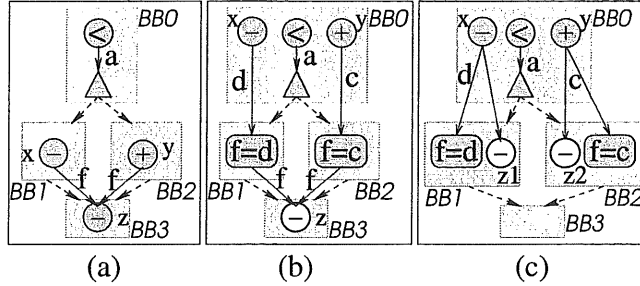 BB0
<
a
x
-
+
y
f
f
BB1
BB2
-
z
BB3
(a)
x
-
<
+
y
BB0
d
a
c
f=d
f=c
f
f
BB1
BB2
-
z
BB3
(b)
x
-
<
+
y
BB0
d
a
c
f=d
-
z1
-
z2
f=c
BB1
BB2
BB3
(c)